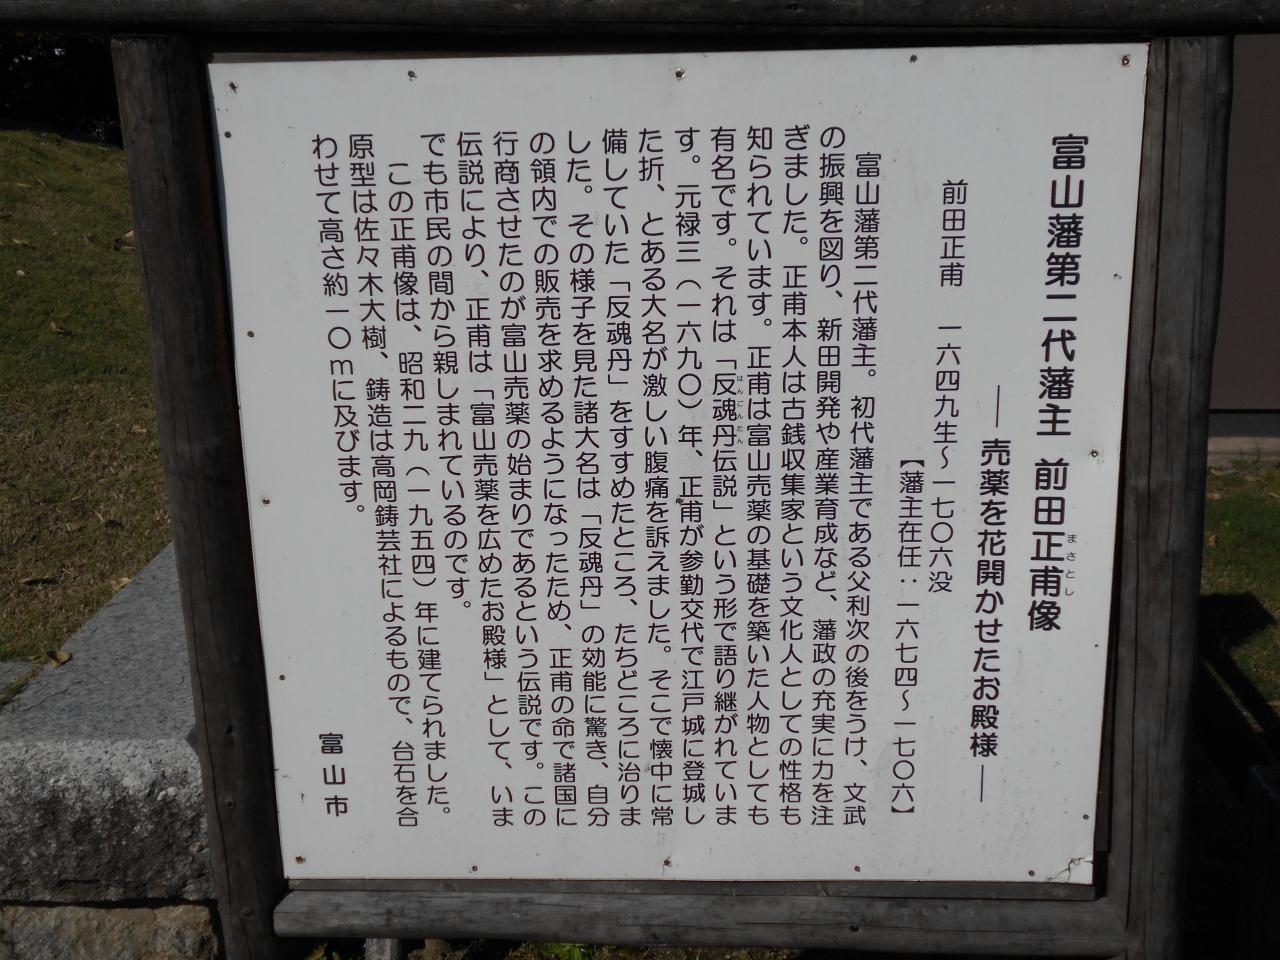 富山藩第二代藩主 前田正甫像
まさとし
―売薬を花開かせたお殿様―
前田正甫 一六四九生～一七〇六没
【藩主在任：一六七四～一七〇六】
富山藩第二代藩主。初代藩主である父利次の後をうけ、文武
の振興を図り、新田開発や産業育成など、藩政の充実に力を注
ぎました。正甫本人は古銭収集家という文化人としての性格も
知られています。正甫は富山売薬の基礎を築いた人物としても
有名です。それは「反魂丹伝説」という形で語り継がれていま
はんごんたん
す。元禄三（一六九〇）年、正甫が参勤交代で江戸城に登城し
た折、とある大名が激しい腹痛を訴えました。そこで懐中に常
備していた「反魂丹」をすすめたところ、たちどころに治りま
した。その様子を見た諸大名は「反魂丹」の効能に驚き、自分
の領内での販売を求めるようになったため、正甫の命で諸国に
行商させたのが富山売薬の始まりであるという伝説です。この
伝説により、正甫は「富山売薬を広めたお殿様」として、いま
でも市民の間から親しまれているのです。
この正甫像は、昭和二九（一九五四）年に建てられました。
原型は佐々木大樹、鋳造は高岡鋳芸社によるもので、台石を合
わせて高さ約一〇ｍに及びます。
富山市